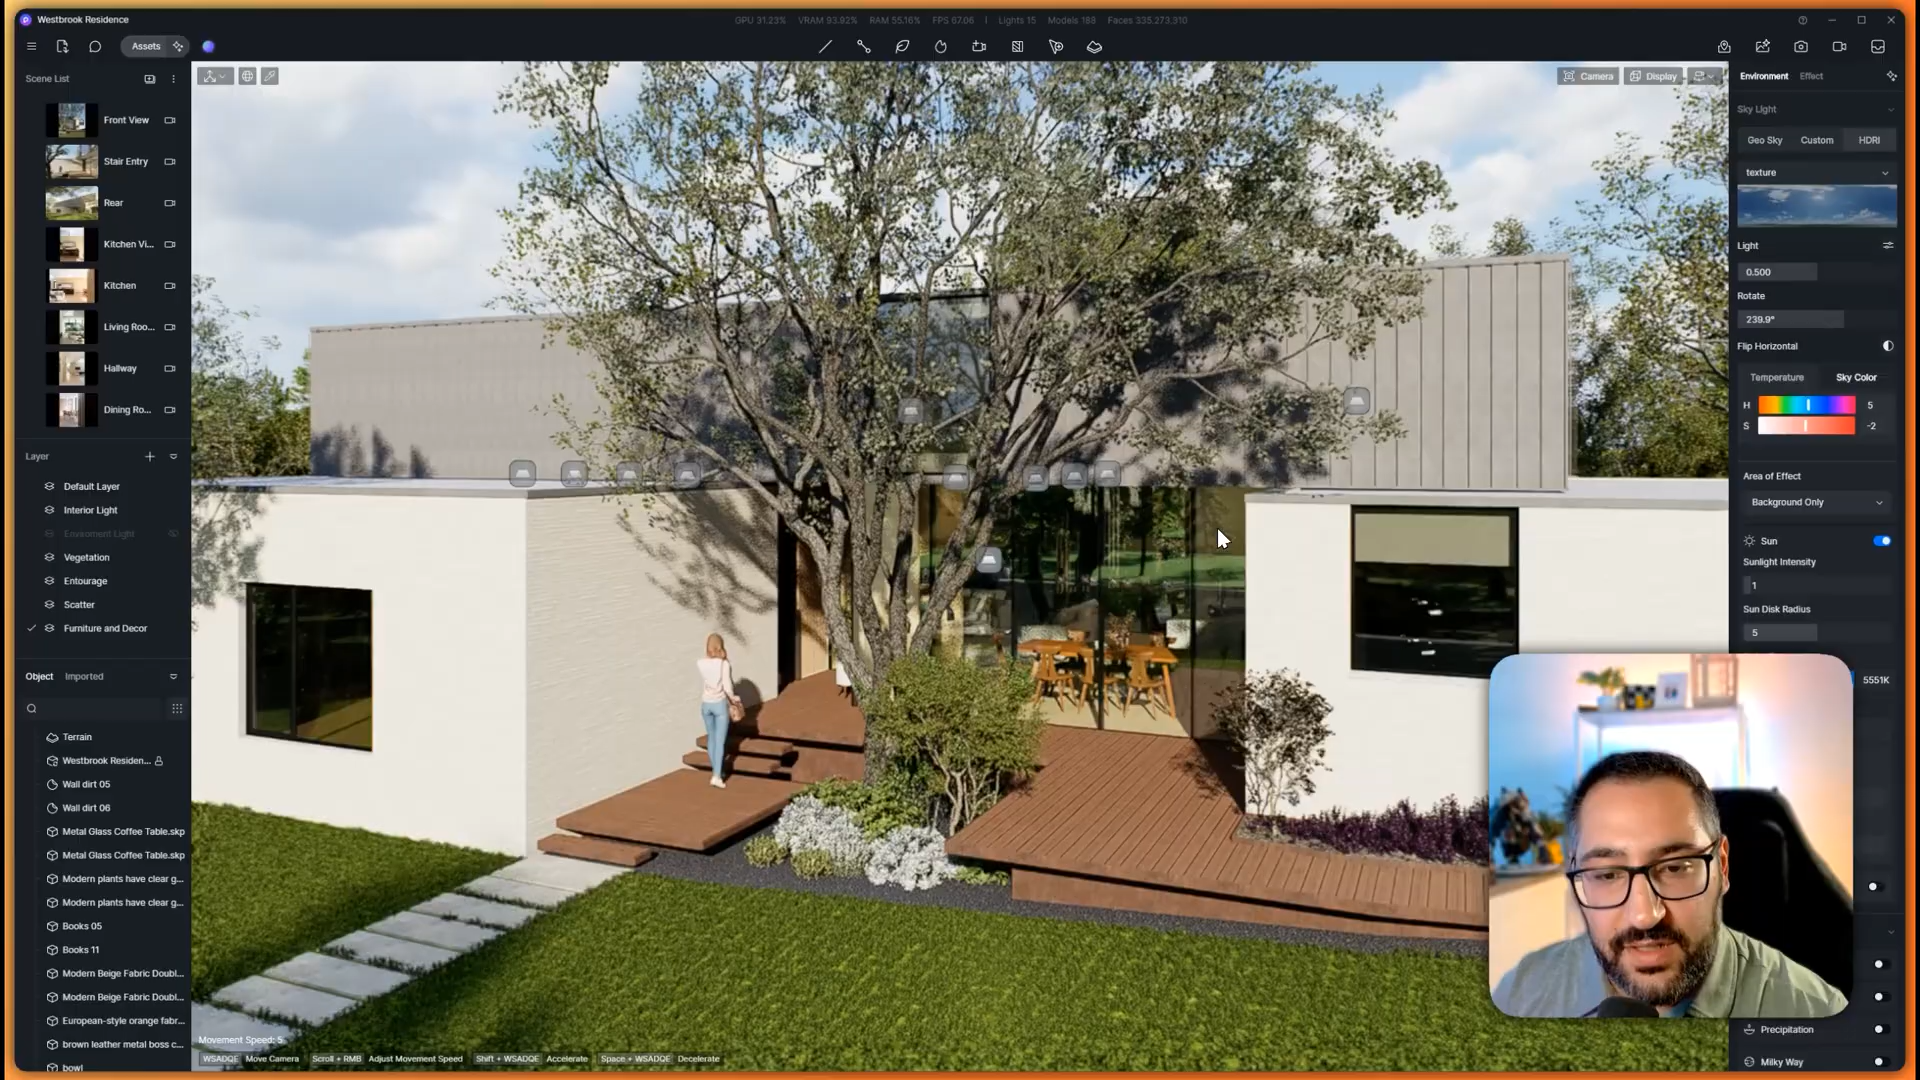 Westbrook Residence
GPU 31.23% VRAM 93.92% RAM 55.16% FPS 67.06 | Lights 15 Models 188 Faces 335,273,310
Assets
Scene List
Front View
Stair Entry
Rear
Kitchen Vi...
Kitchen
Living Roo...
Hallway
Dining Ro...
Layer
Default Layer
Interior Light
Enviroment Light
Vegetation
Entourage
Scatter
Furniture and Decor
Object Imported
Terrain
Westbrook Residen...
Wall dirt 05
Wall dirt 06
Metal Glass Coffee Table.skp
Metal Glass Coffee Table.skp
Modern plants have clear g...
Modern plants have clear g...
Books 05
Books 11
Modern Beige Fabric Doubl...
Modern Beige Fabric Doubl...
European-style orange fabr...
brown leather metal boss c...
bowl
Camera Display
Movement Speed: 5
WSADQE Move Camera Scroll + RMB Adjust Movement Speed Shift + WSADQE Accelerate Space + WSADQE Decelerate
Environment Effect
Sky Light
Geo Sky Custom HDRI
texture
Light
0.500
Rotate
239.9°
Flip Horizontal
Temperature Sky Color
H 5
S -2
Area of Effect
Background Only
Sun
Sunlight Intensity
1
Sun Disk Radius
5
5551K
Precipitation
Milky Way